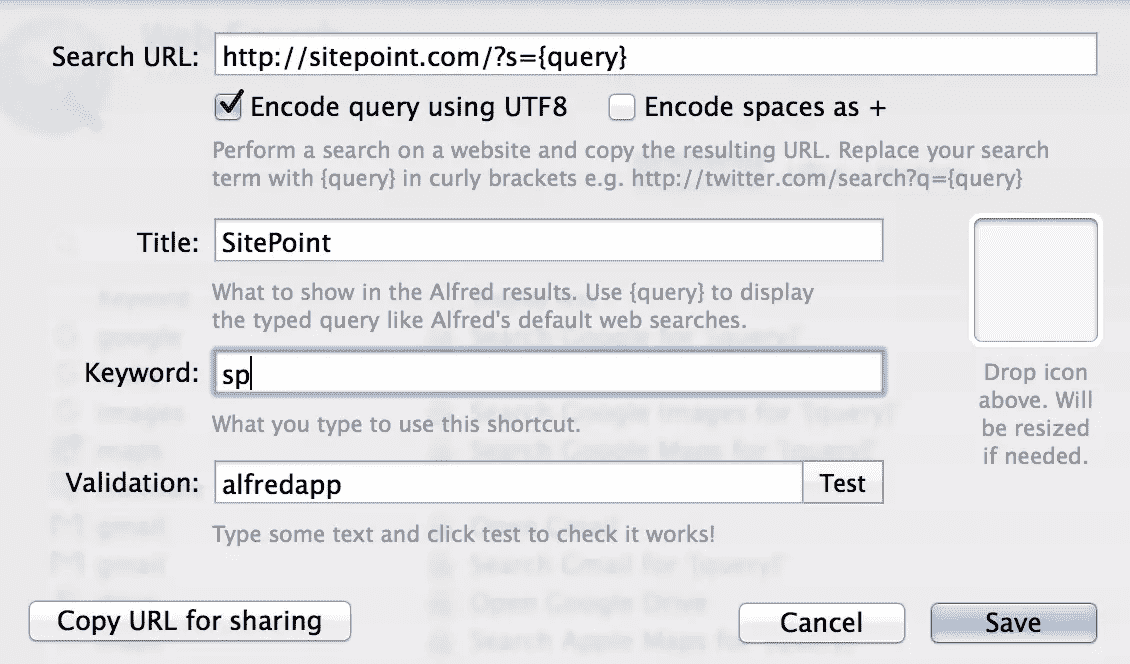 Search URL: http://sitepoint.com/?s={query}
Encode query using UTF8 Encode spaces as +
Perform a search on a website and copy the resulting URL. Replace your search
term with {query} in curly brackets e.g. http://twitter.com/search?q={query}
Title: SitePoint
What to show in the Alfred results. Use {query} to display
the typed query like Alfred's default web searches.
Keyword: sp
What you type to use this shortcut.
Drop icon
above. Will
be resized
if needed.
Validation: alfredapp Test
Type some text and click test to check it works!
Copy URL for sharing Cancel Save